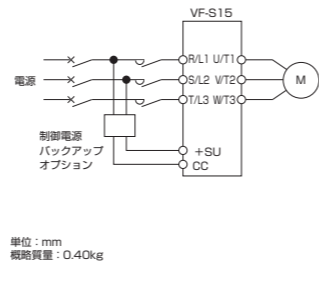 VF-S15
R/L1 U/T1
電源
S/L2 V/T2
M
T/L3 W/T3
制御電源
バックアップ
オプション
+SU
CC
単位：mm
概略質量：0.40kg